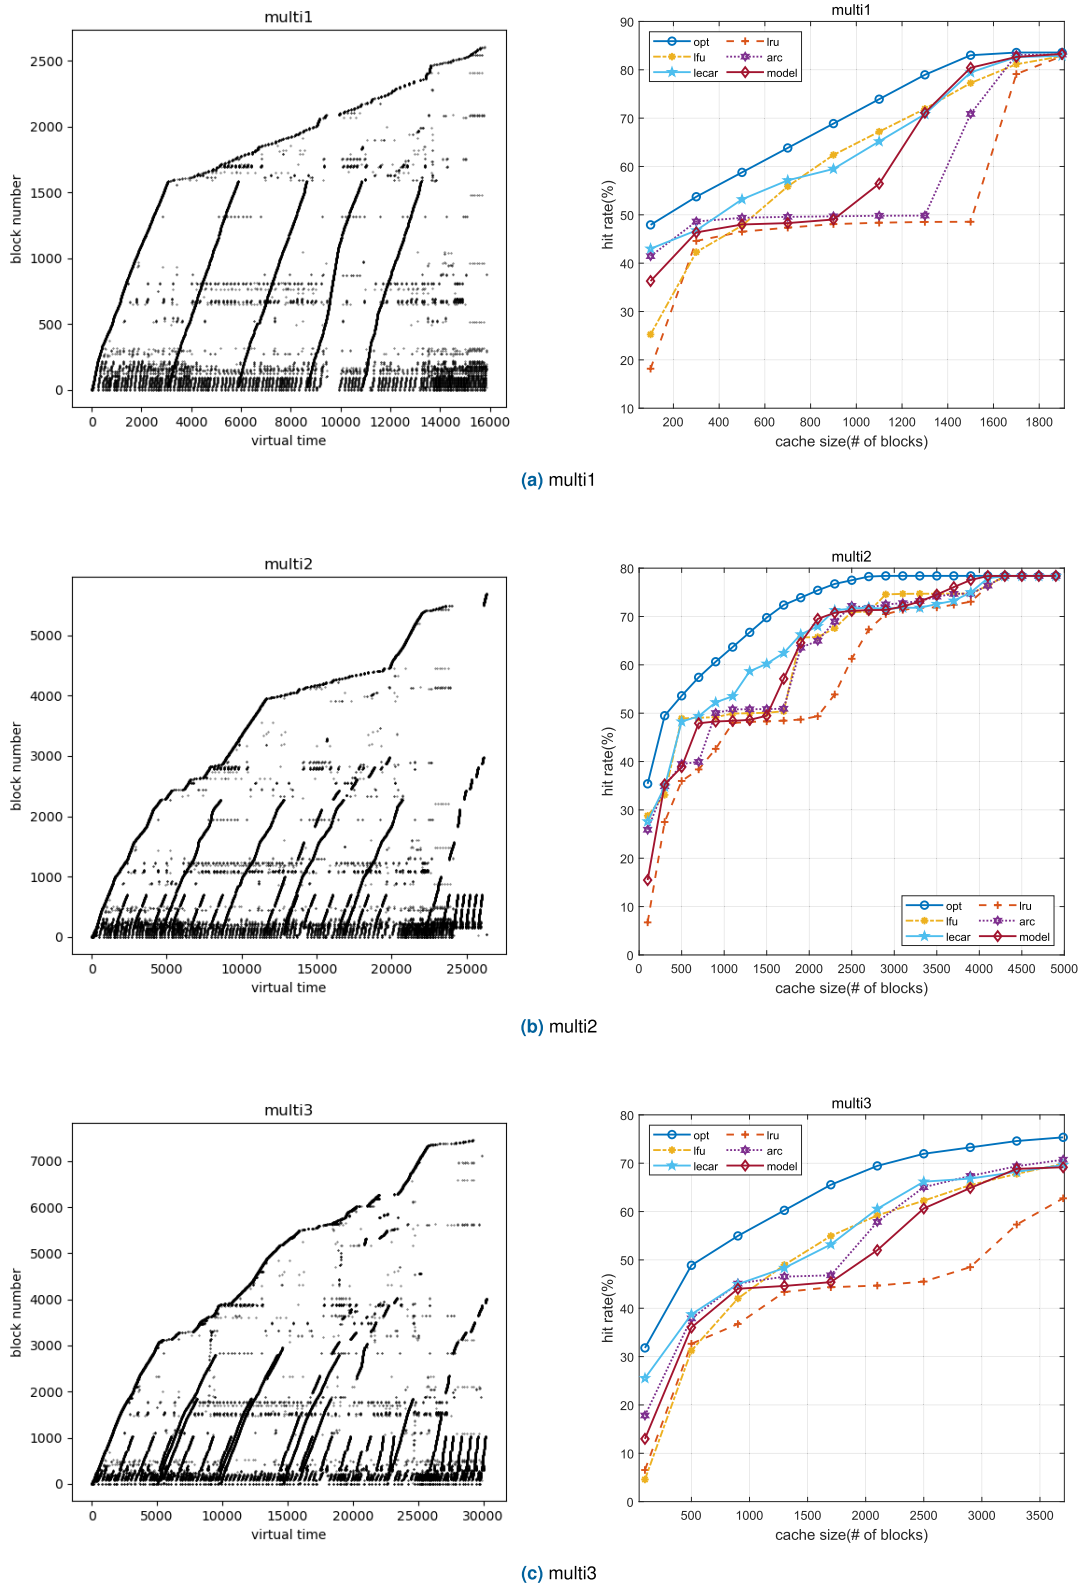 multi1
block number
2500
2000
1500
1000
500
0
0 2000 4000 6000 8000 10000 12000 14000 16000
virtual time
multi1
hit rate(%)
90
80
70
60
50
40
30
20
10
opt lru
lfu arc
lecar model
200 400 600 800 1000 1200 1400 1600 1800
cache size(# of blocks)
(a) multi1
multi2
block number
5000
4000
3000
2000
1000
0
0 5000 10000 15000 20000 25000
virtual time
multi2
hit rate(%)
80
70
60
50
40
30
20
10
0
opt lru
lfu arc
lecar model
0 500 1000 1500 2000 2500 3000 3500 4000 4500 5000
cache size(# of blocks)
(b) multi2
multi3
block number
7000
6000
5000
4000
3000
2000
1000
0
0 5000 10000 15000 20000 25000 30000
virtual time
multi3
hit rate(%)
80
70
60
50
40
30
20
10
0
opt lru
lfu arc
lecar model
500 1000 1500 2000 2500 3000 3500
cache size(# of blocks)
(c) multi3